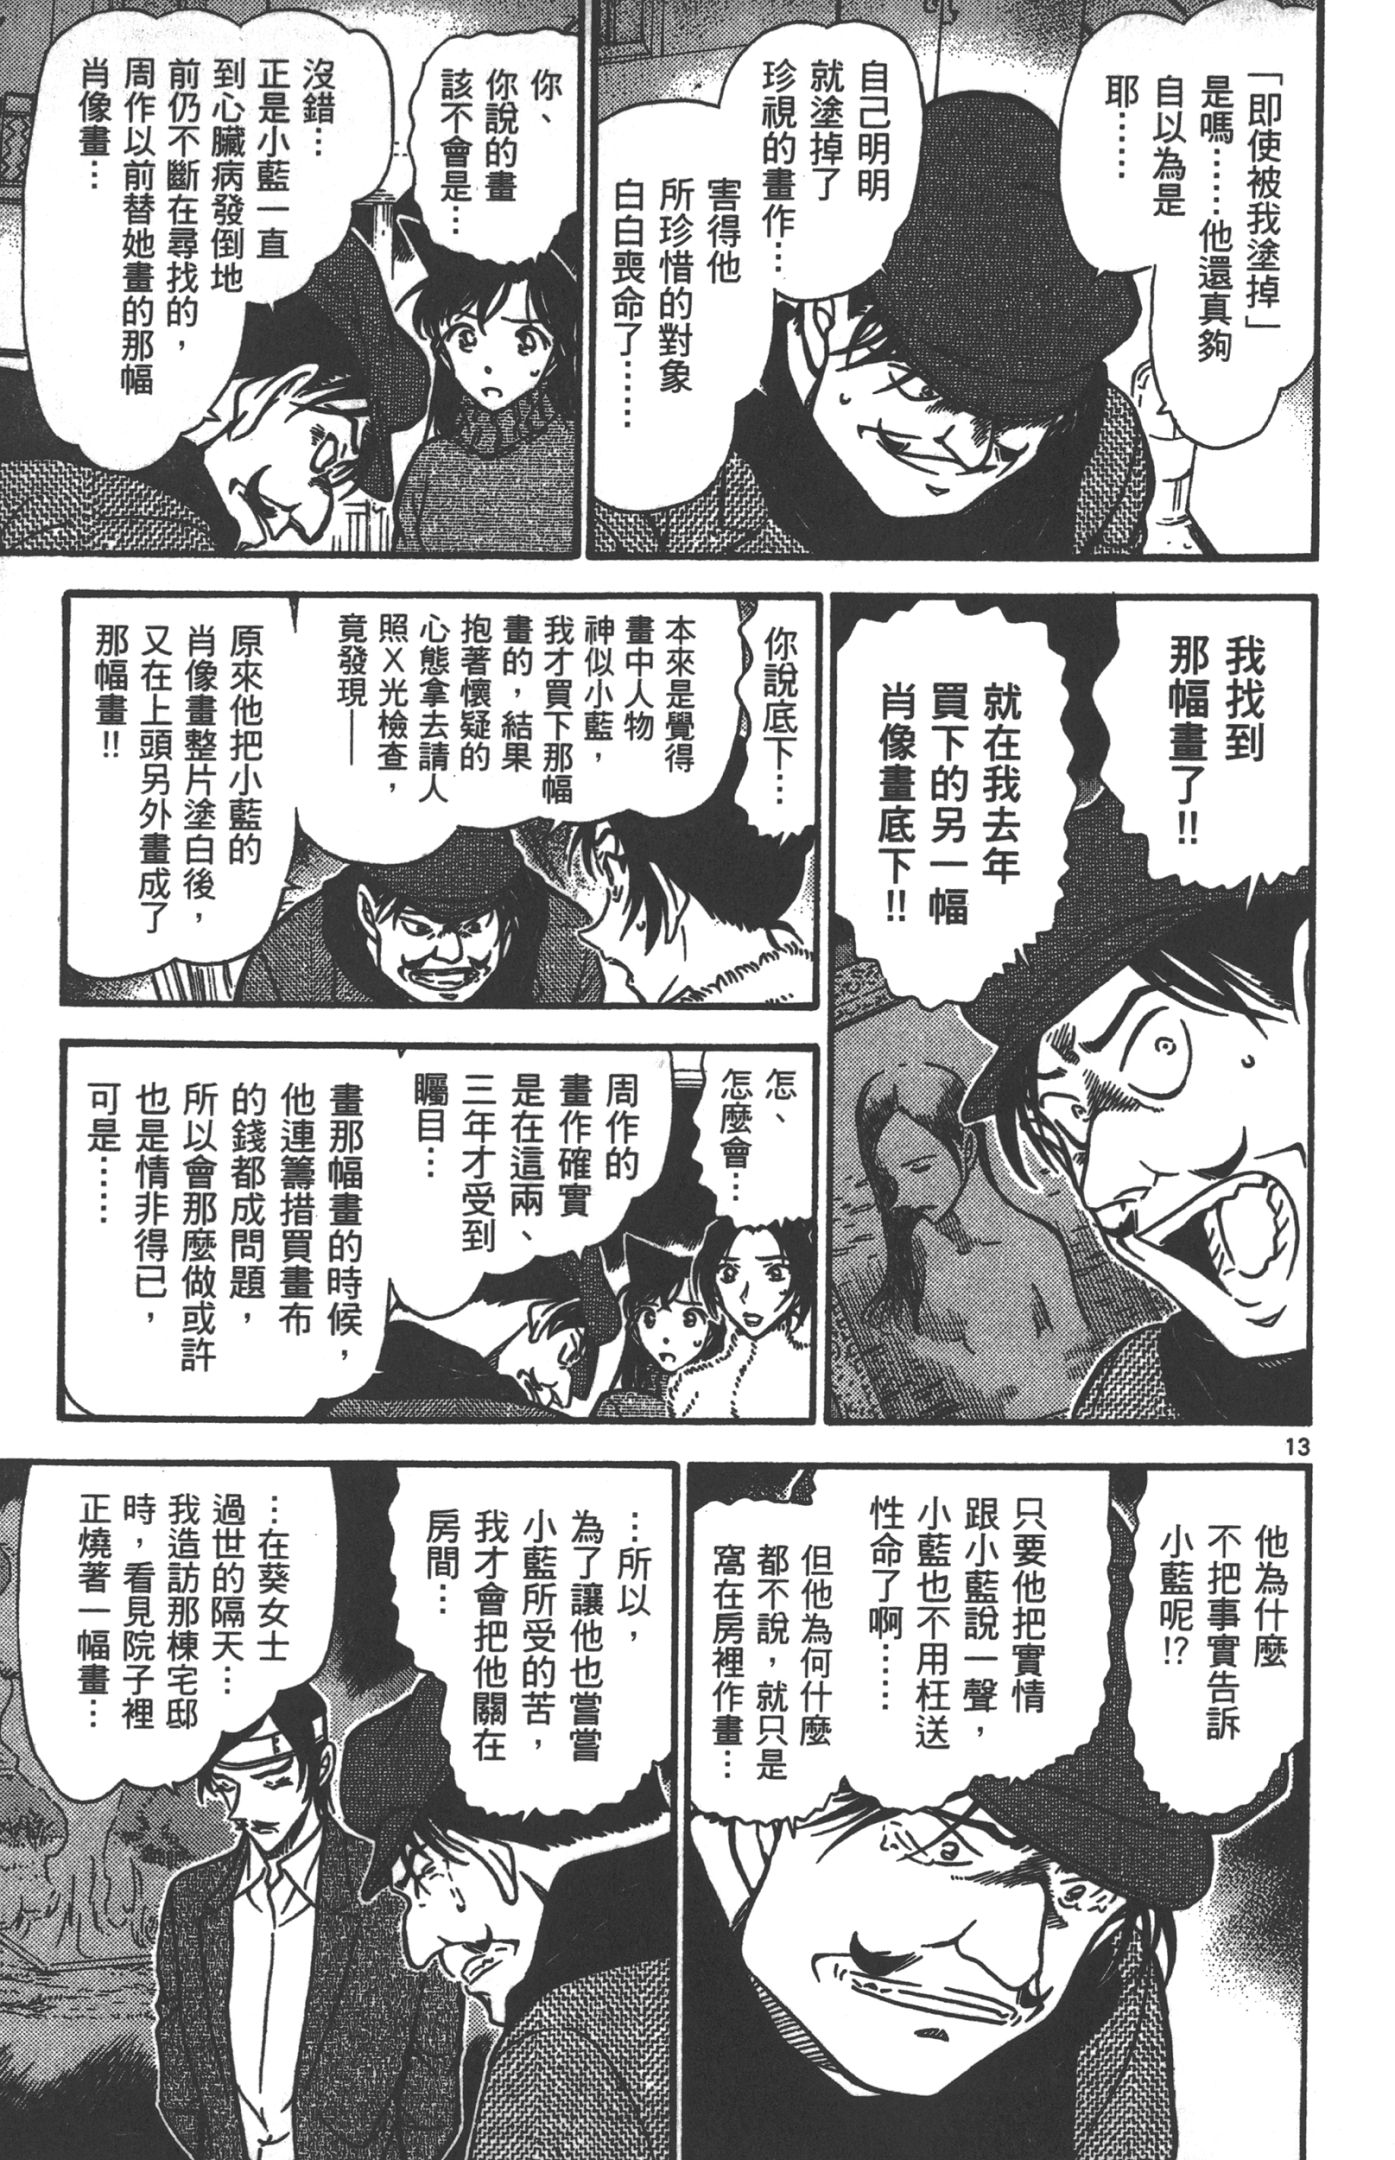 「即使被我塗掉」
是嗎……他還真夠
自以為是
耶……
自己明明
就塗掉了
珍視的畫作…
害得他
所珍惜的對象
白白喪命了……
你、
你說的畫
該不會是…
沒錯…
正是小藍一直
到心臟病發倒地
前仍不斷在尋找的，
周作以前替她畫的那幅
肖像畫…
我找到
那幅畫了!!
就在我去年
買下的另一幅
肖像畫底下!!
你說底下…
本來是覺得
畫中人物
神似小藍，
我才買下那幅
畫的，結果
抱著懷疑的
心態拿去請人
照X光檢查，
竟發現——
原來他把小藍的
肖像畫整片塗白後，
又在上頭另外畫成了
那幅畫!!
怎、
怎麼會…
周作的
畫作確實
是在這兩、
三年才受到
矚目…
畫那幅畫的時候，
他連籌措買畫布
的錢都成問題，
所以會那麼做或許
也是情非得已，
可是……
13
他為什麼
不把事實告訴
小藍呢!?
只要他把實情
跟小藍說一聲，
小藍也不用枉送
性命了啊……
但他為何什麼
都不說，就只是
窩在房裡作畫…
…所以，
為了讓他也嘗嘗
小藍所受的苦，
我才會把他關在
房間…
…在葵女士
過世的隔天…
我造訪那棟宅邸
時，看見院子裡
正燒著一幅畫…